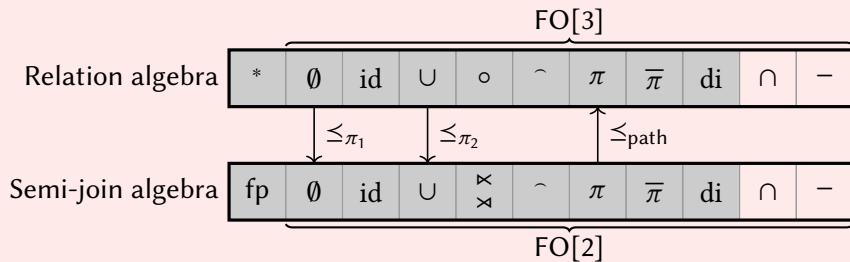 FO[3]
Relation algebra * ∅ id ∪ ∘ ⌢ π π̅ di ∩ −
⪯π₁ ⪯π₂ ⪯path
Semi-join algebra fp ∅ id ∪ ⋉ ⋊ ⌢ π π̅ di ∩ −
FO[2]